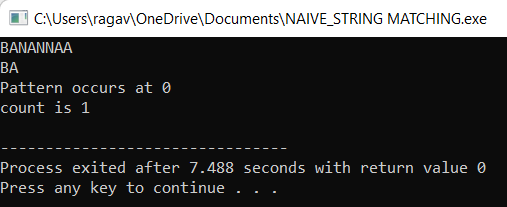 C:\Users\ragav\OneDrive\Documents\NAIVE_STRING MATCHING.exe
BANANNAA
BA
Pattern occurs at 0
count is 1
--------------------------------
Process exited after 7.488 seconds with return value 0
Press any key to continue . . .